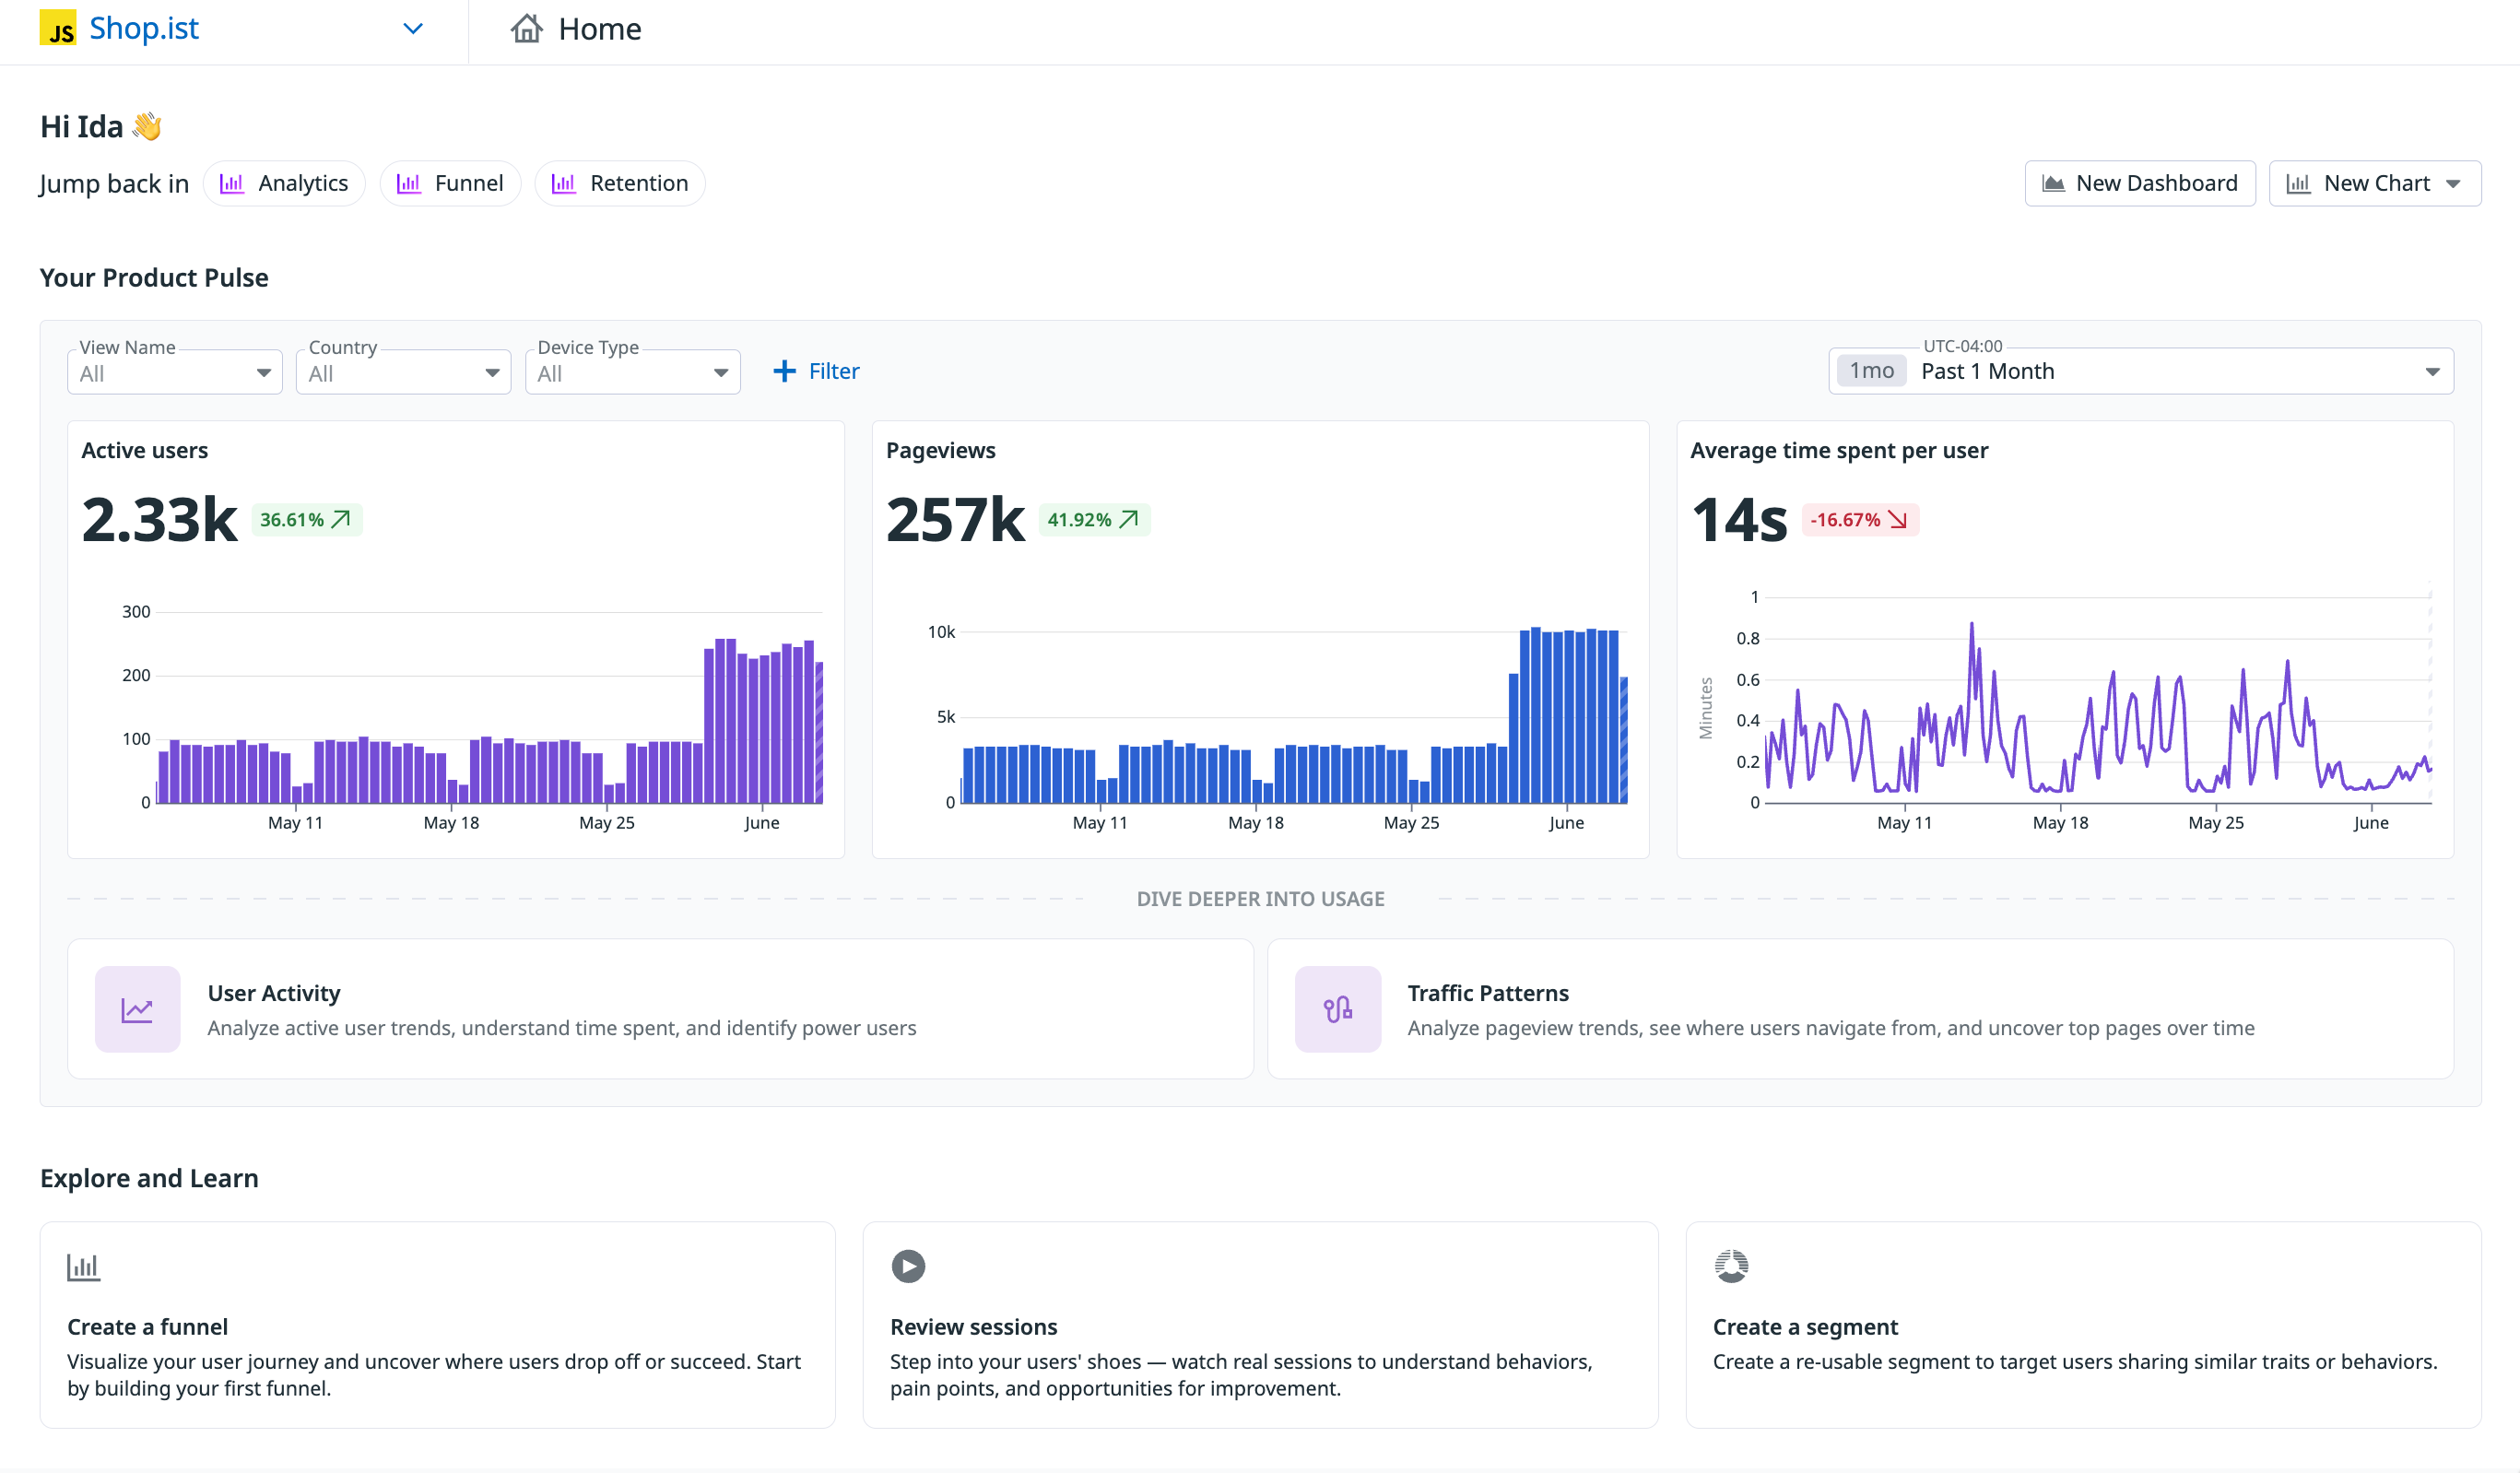 JS Shop.ist
Home
Hi Ida 👋
Jump back in
Analytics
Funnel
Retention
New Dashboard
New Chart
Your Product Pulse
View Name
All
Country
All
Device Type
All
Filter
UTC-04:00
1mo Past 1 Month
Active users
2.33k 36.61%
300
200
100
0
May 11
May 18
May 25
June
Pageviews
257k 41.92%
10k
5k
0
May 11
May 18
May 25
June
Average time spent per user
14s -16.67%
Minutes
1
0.8
0.6
0.4
0.2
0
May 11
May 18
May 25
June
DIVE DEEPER INTO USAGE
User Activity
Analyze active user trends, understand time spent, and identify power users
Traffic Patterns
Analyze pageview trends, see where users navigate from, and uncover top pages over time
Explore and Learn
Create a funnel
Visualize your user journey and uncover where users drop off or succeed. Start
by building your first funnel.
Review sessions
Step into your users' shoes — watch real sessions to understand behaviors,
pain points, and opportunities for improvement.
Create a segment
Create a re-usable segment to target users sharing similar traits or behaviors.